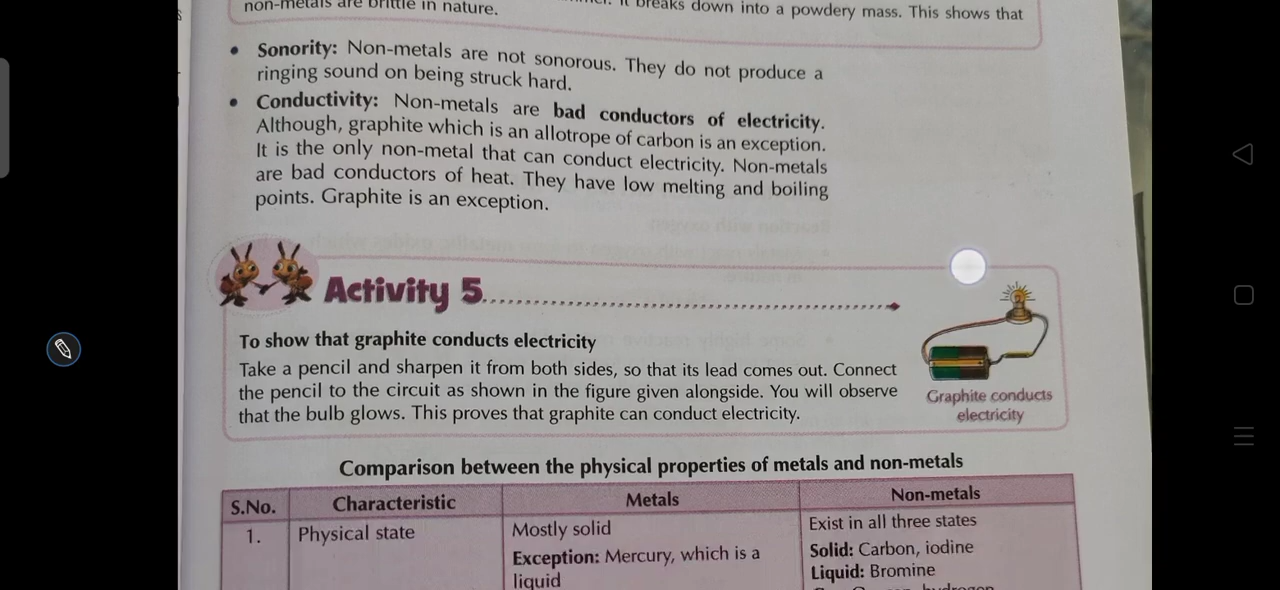 non-metals are brittle in nature.
It breaks down into a powdery mass. This shows that
• Sonority: Non-metals are not sonorous. They do not produce a
ringing sound on being struck hard.
• Conductivity: Non-metals are bad conductors of electricity.
Although, graphite which is an allotrope of carbon is an exception.
It is the only non-metal that can conduct electricity. Non-metals
are bad conductors of heat. They have low melting and boiling
points. Graphite is an exception.
Activity 5
To show that graphite conducts electricity
Take a pencil and sharpen it from both sides, so that its lead comes out. Connect
the pencil to the circuit as shown in the figure given alongside. You will observe
that the bulb glows. This proves that graphite can conduct electricity.
Graphite conducts
electricity
Comparison between the physical properties of metals and non-metals
S.No. Characteristic Metals Non-metals
1. Physical state Mostly solid Exist in all three states
Exception: Mercury, which is a Solid: Carbon, iodine
liquid Liquid: Bromine
hydrogen